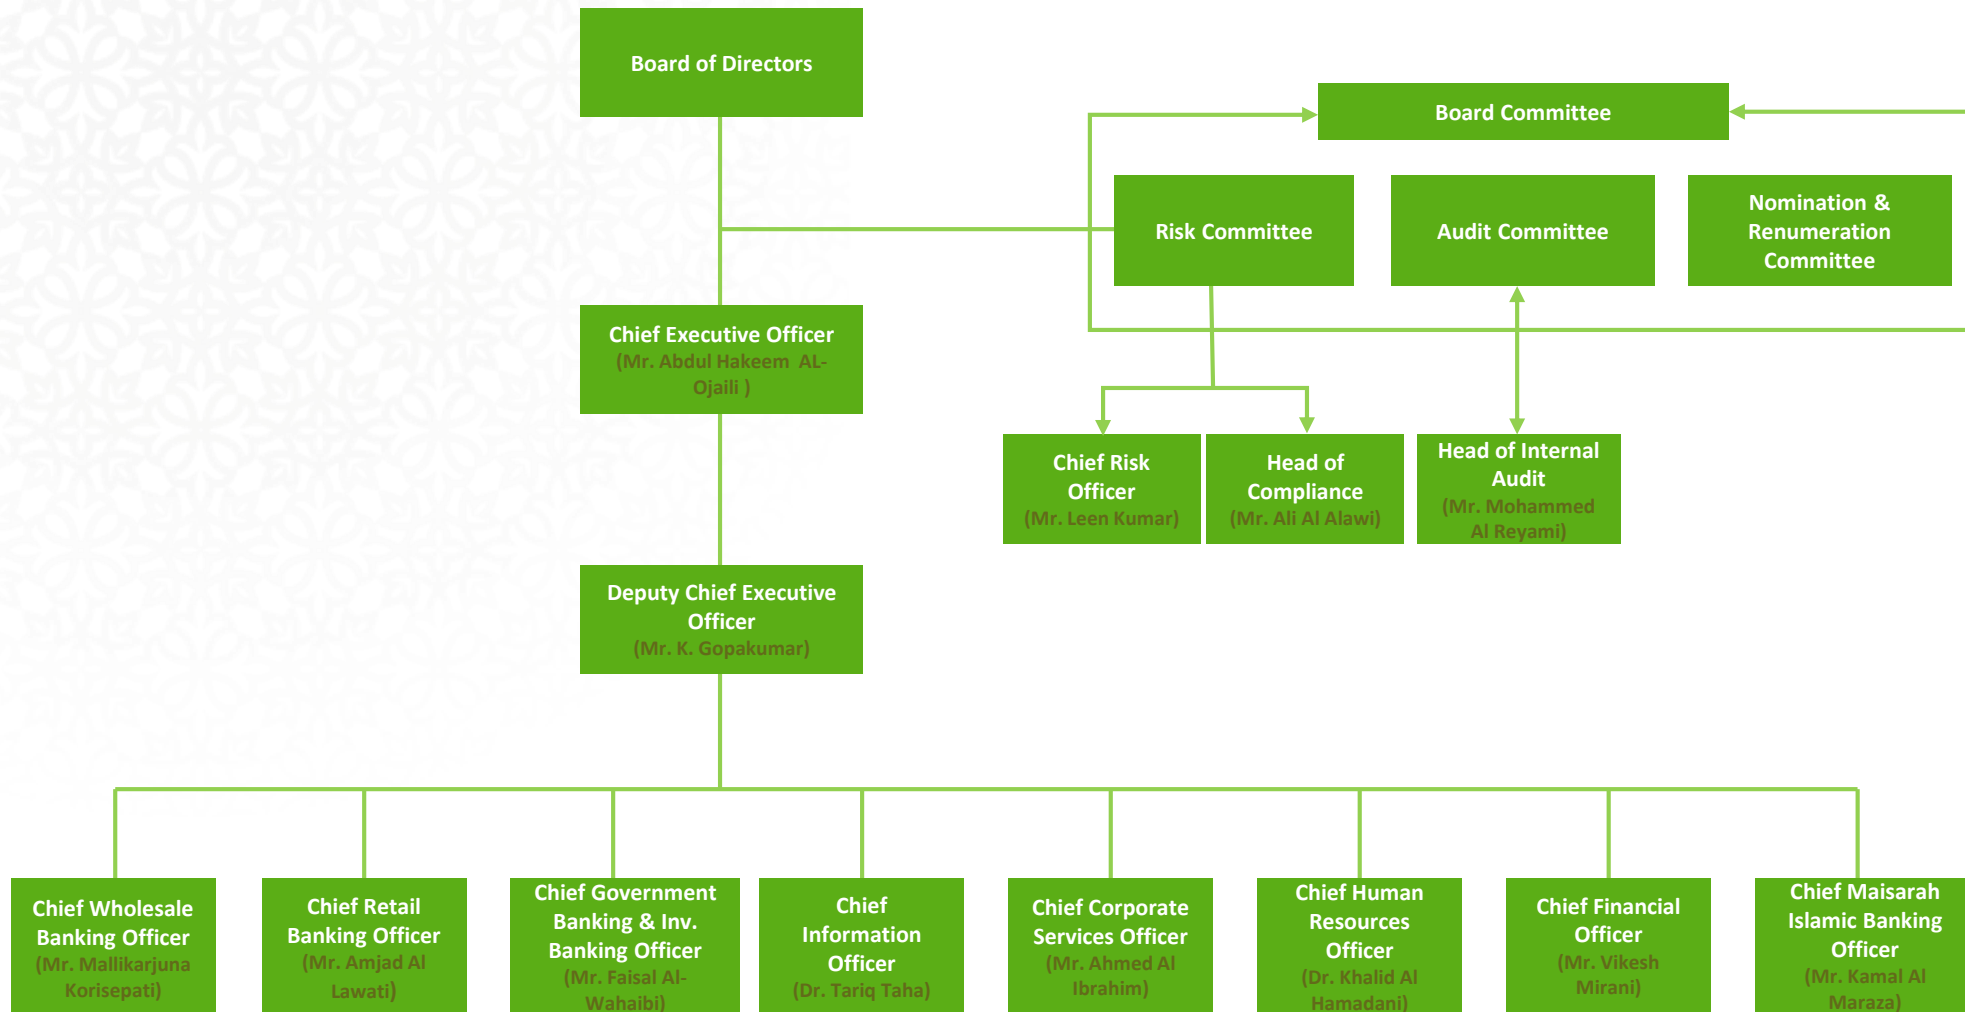 Board of Directors
Board Committee
Risk Committee
Audit Committee
Nomination &
Renumeration
Committee
Chief Executive Officer
(Mr. Abdul Hakeem AL-
Ojaili )
Chief Risk
Officer
(Mr. Leen Kumar)
Head of
Compliance
(Mr. Ali Al Alawi)
Head of Internal
Audit
(Mr. Mohammed
Al Reyami)
Deputy Chief Executive
Officer
(Mr. K. Gopakumar)
Chief Wholesale
Banking Officer
(Mr. Mallikarjuna
Korisepati)
Chief Retail
Banking Officer
(Mr. Amjad Al
Lawati)
Chief Government
Banking & Inv.
Banking Officer
(Mr. Faisal Al-
Wahaibi)
Chief
Information
Officer
(Dr. Tariq Taha)
Chief Corporate
Services Officer
(Mr. Ahmed Al
Ibrahim)
Chief Human
Resources
Officer
(Dr. Khalid Al
Hamadani)
Chief Financial
Officer
(Mr. Vikesh
Mirani)
Chief Maisarah
Islamic Banking
Officer
(Mr. Kamal Al
Maraza)